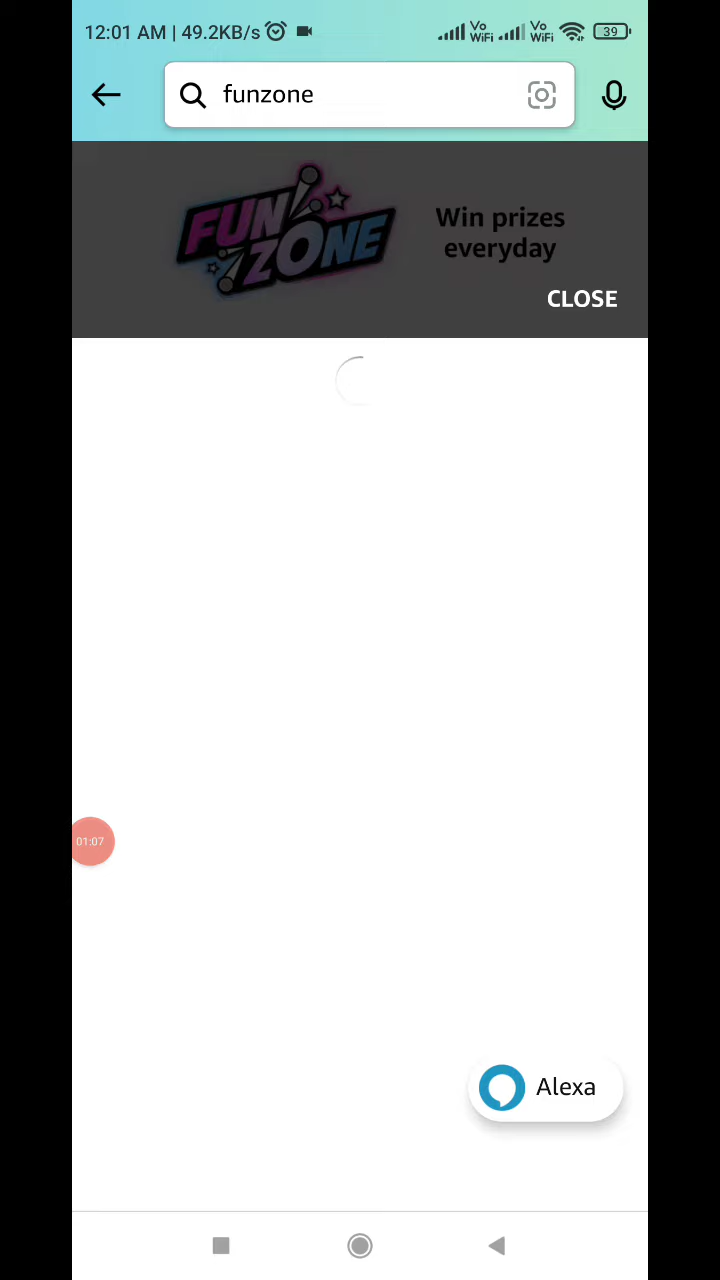 12:01 AM | 49.2KB/s Vo WiFi Vo WiFi 39
funzone
FUN ZONE
Win prizes
everyday
CLOSE
01:07
Alexa